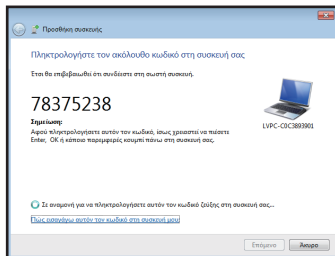 Προσθήκη συσκευής
Πληκτρολογήστε τον ακόλουθο κωδικό στη συσκευή σας
Έτσι θα επιβεβαιωθεί ότι συνδέεστε στη σωστή συσκευή.
78375238
Σημείωση:
Αφού πληκτρολογήσετε αυτόν τον κωδικό, ίσως χρειαστεί να πιέσετε
Enter, OK ή κάποιο παρεμφερές κουμπί πάνω στη συσκευή σας.
LVPC-C0C3893901
Σε αναμονή για να πληκτρολογήσετε αυτόν τον κωδικό ζεύξης στη συσκευή σας...
Πώς εισαγάγω αυτόν τον κωδικό στη συσκευή μου;
Επόμενο
Άκυρο